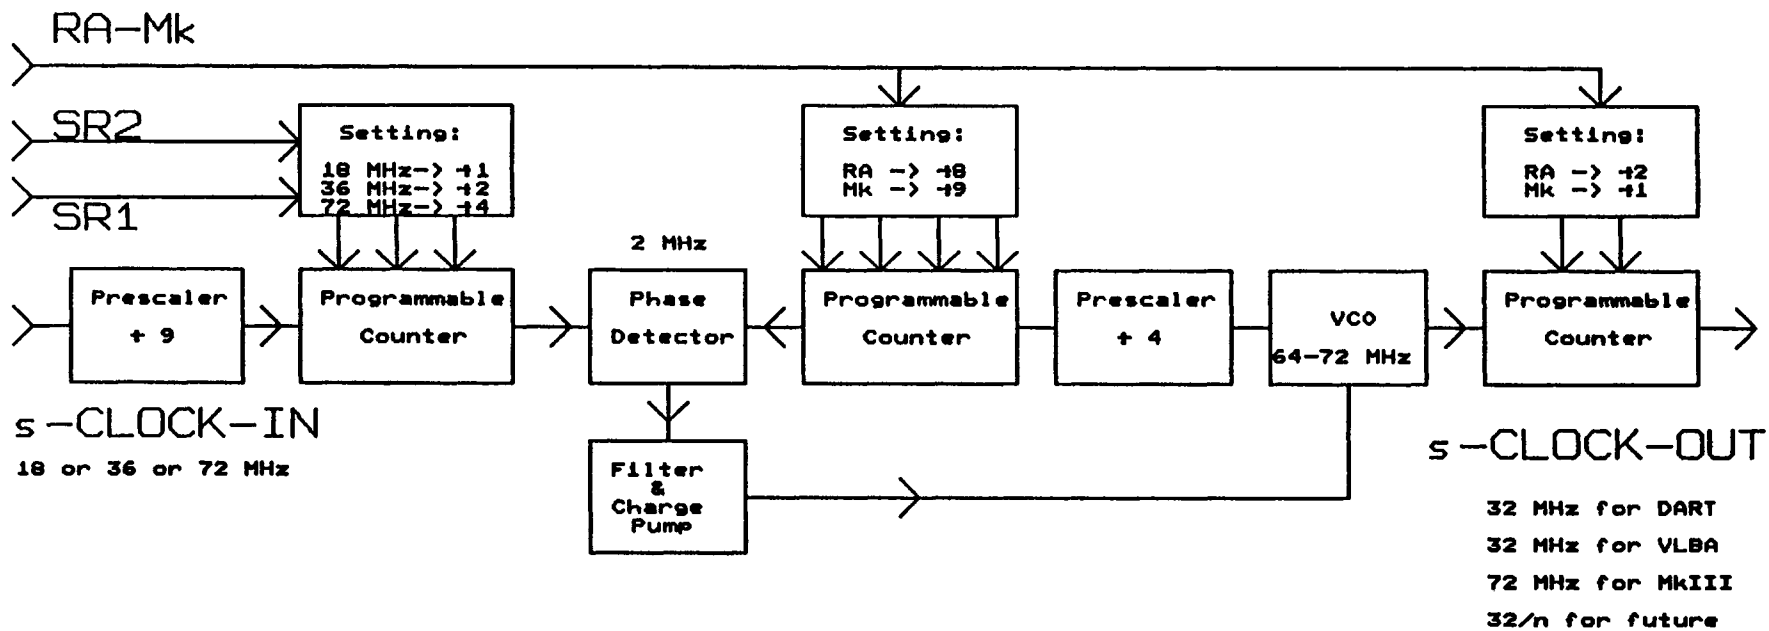 RA-Mk
SR2
SR1
Setting:
18 MHz-> +1
36 MHz-> +2
72 MHz-> +4
Setting:
RA -> +8
Mk -> +9
Setting:
RA -> +2
Mk -> +1
2 MHz
Prescaler
+ 9
Programmable
Counter
Phase
Detector
Programmable
Counter
Prescaler
+ 4
VCO
64-72 MHz
Programmable
Counter
s-CLOCK-IN
18 or 36 or 72 MHz
Filter
&
Charge
Pump
s-CLOCK-OUT
32 MHz for DART
32 MHz for VLBA
72 MHz for MkIII
32/n for future